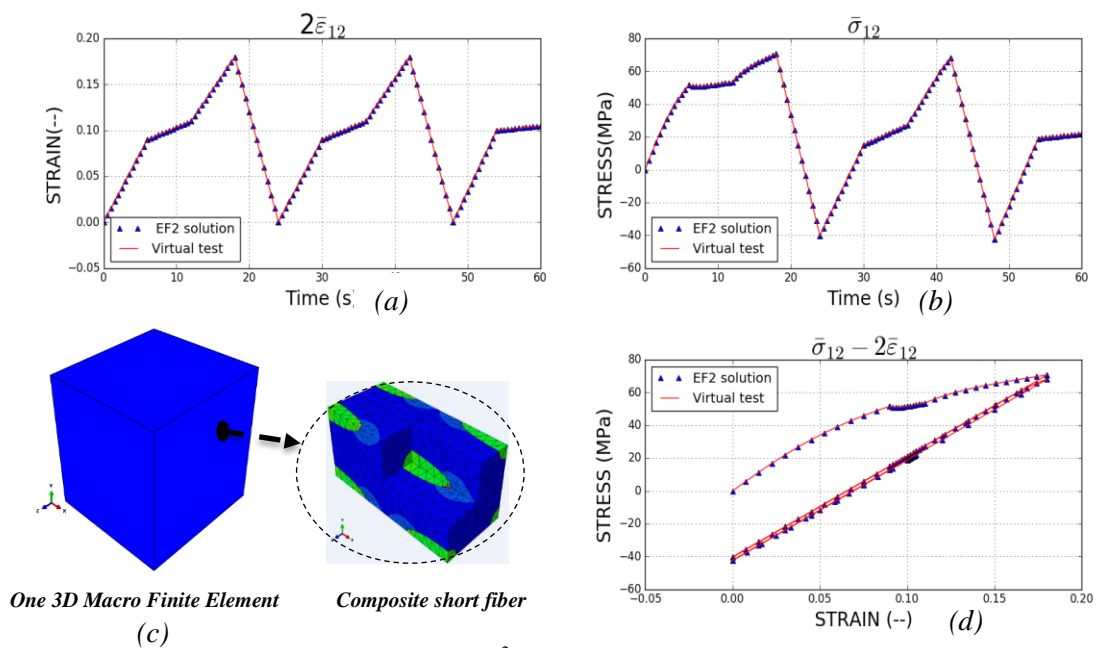 2ε̄₁₂
STRAIN(--)
0.20
0.15
0.10
0.05
0.00
−0.05
EF2 solution
Virtual test
0 10 20 30 40 50 60
Time (s)
(a)
σ̄₁₂
STRESS(MPa)
80
60
40
20
0
−20
−40
−60
EF2 solution
Virtual test
0 10 20 30 40 50 60
Time (s)
(b)
Y
Z
X
One 3D Macro Finite Element
Composite short fiber
(c)
σ̄₁₂ − 2ε̄₁₂
STRESS (MPa)
80
60
40
20
0
−20
−40
−60
EF2 solution
Virtual test
−0.05 0.00 0.05 0.10 0.15 0.20
STRAIN (--)
(d)